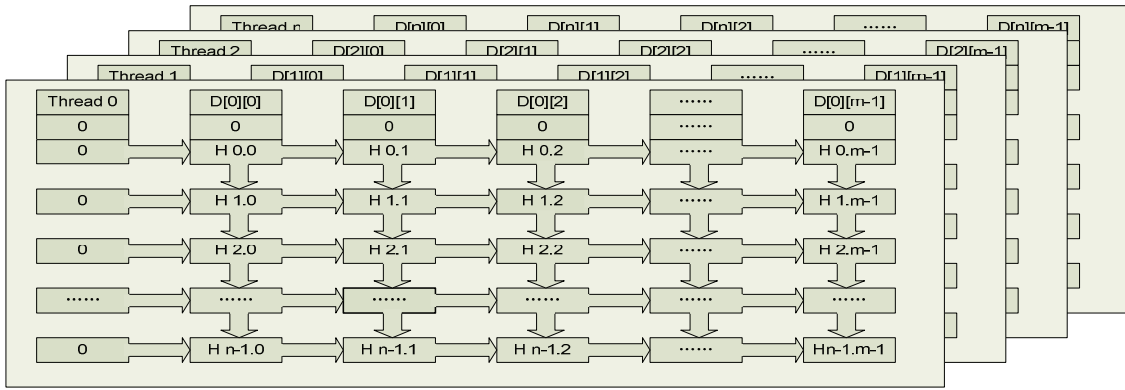 Thread n D[n][0] D[n][1] D[n][2] ...... D[n][m-1]
Thread 2 D[2][0] D[2][1] D[2][2] ...... D[2][m-1]
Thread 1 D[1][0] D[1][1] D[1][2] ...... D[1][m-1]
Thread 0 D[0][0] D[0][1] D[0][2] ...... D[0][m-1]
0 0 0 0 ...... 0
0 H 0.0 H 0.1 H 0.2 ...... H 0.m-1
0 H 1.0 H 1.1 H 1.2 ...... H 1.m-1
0 H 2.0 H 2.1 H 2.2 ...... H 2.m-1
...... ...... ...... ...... ...... ......
0 H n-1.0 H n-1.1 H n-1.2 ...... Hn-1.m-1